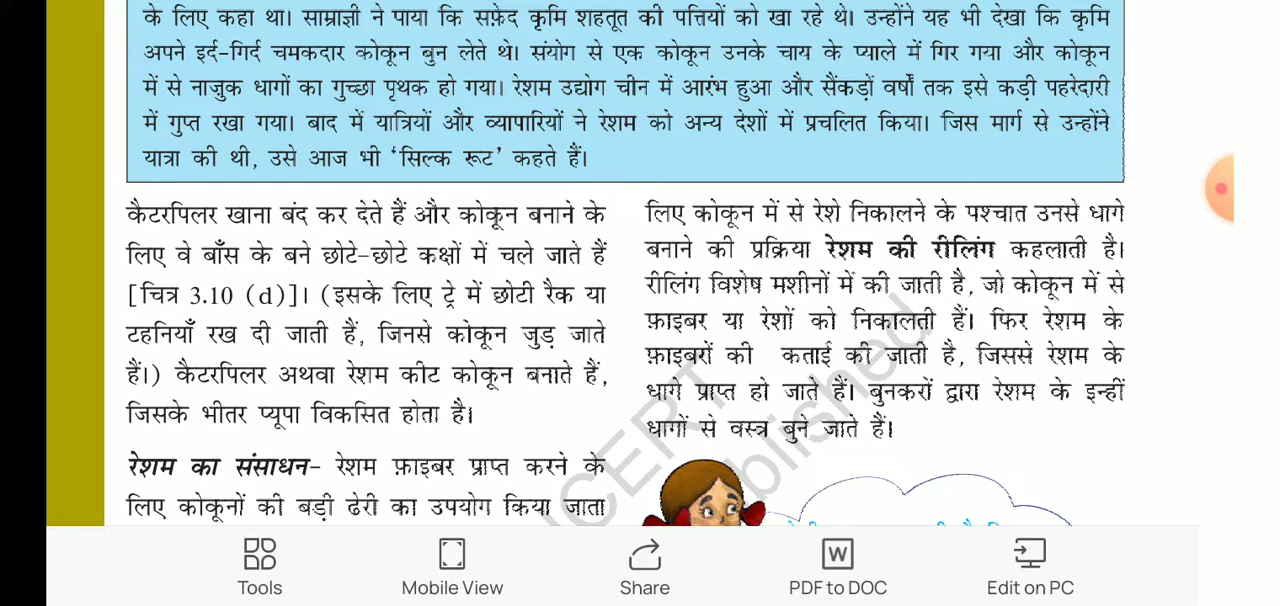 के लिए कहा था। साम्राज्ञी ने पाया कि सफ़ेद कृमि शहतूत की पत्तियों को खा रहे थे। उन्होंने यह भी देखा कि कृमि
अपने इर्द-गिर्द चमकदार कोकून बुन लेते थे। संयोग से एक कोकून उनके चाय के प्याले में गिर गया और कोकून
में से नाजुक धागों का गुच्छा पृथक हो गया। रेशम उद्योग चीन में आरंभ हुआ और सैंकड़ों वर्षों तक इसे कड़ी पहरेदारी
में गुप्त रखा गया। बाद में यात्रियों और व्यापारियों ने रेशम को अन्य देशों में प्रचलित किया। जिस मार्ग से उन्होंने
यात्रा की थी, उसे आज भी ‘सिल्क रूट’ कहते हैं।
कैटरपिलर खाना बंद कर देते हैं और कोकून बनाने के
लिए वे बाँस के बने छोटे-छोटे कक्षों में चले जाते हैं
[चित्र 3.10 (d)]। (इसके लिए ट्रे में छोटी रैक या
टहनियाँ रख दी जाती हैं, जिनसे कोकून जुड़ जाते
हैं।) कैटरपिलर अथवा रेशम कीट कोकून बनाते हैं,
जिसके भीतर प्यूपा विकसित होता है।
रेशम का संसाधन– रेशम फ़ाइबर प्राप्त करने के
लिए कोकूनों की बड़ी ढेरी का उपयोग किया जाता
लिए कोकून में से रेशे निकालने के पश्चात उनसे धागे
बनाने की प्रक्रिया रेशम की रीलिंग कहलाती है।
रीलिंग विशेष मशीनों में की जाती है, जो कोकून में से
फ़ाइबर या रेशों को निकालती हैं। फिर रेशम के
फ़ाइबरों की कताई की जाती है, जिससे रेशम के
धागे प्राप्त हो जाते हैं। बुनकरों द्वारा रेशम के इन्हीं
धागों से वस्त्र बुने जाते हैं।
NCERT
published
Tools
Mobile View
Share
W
PDF to DOC
Edit on PC